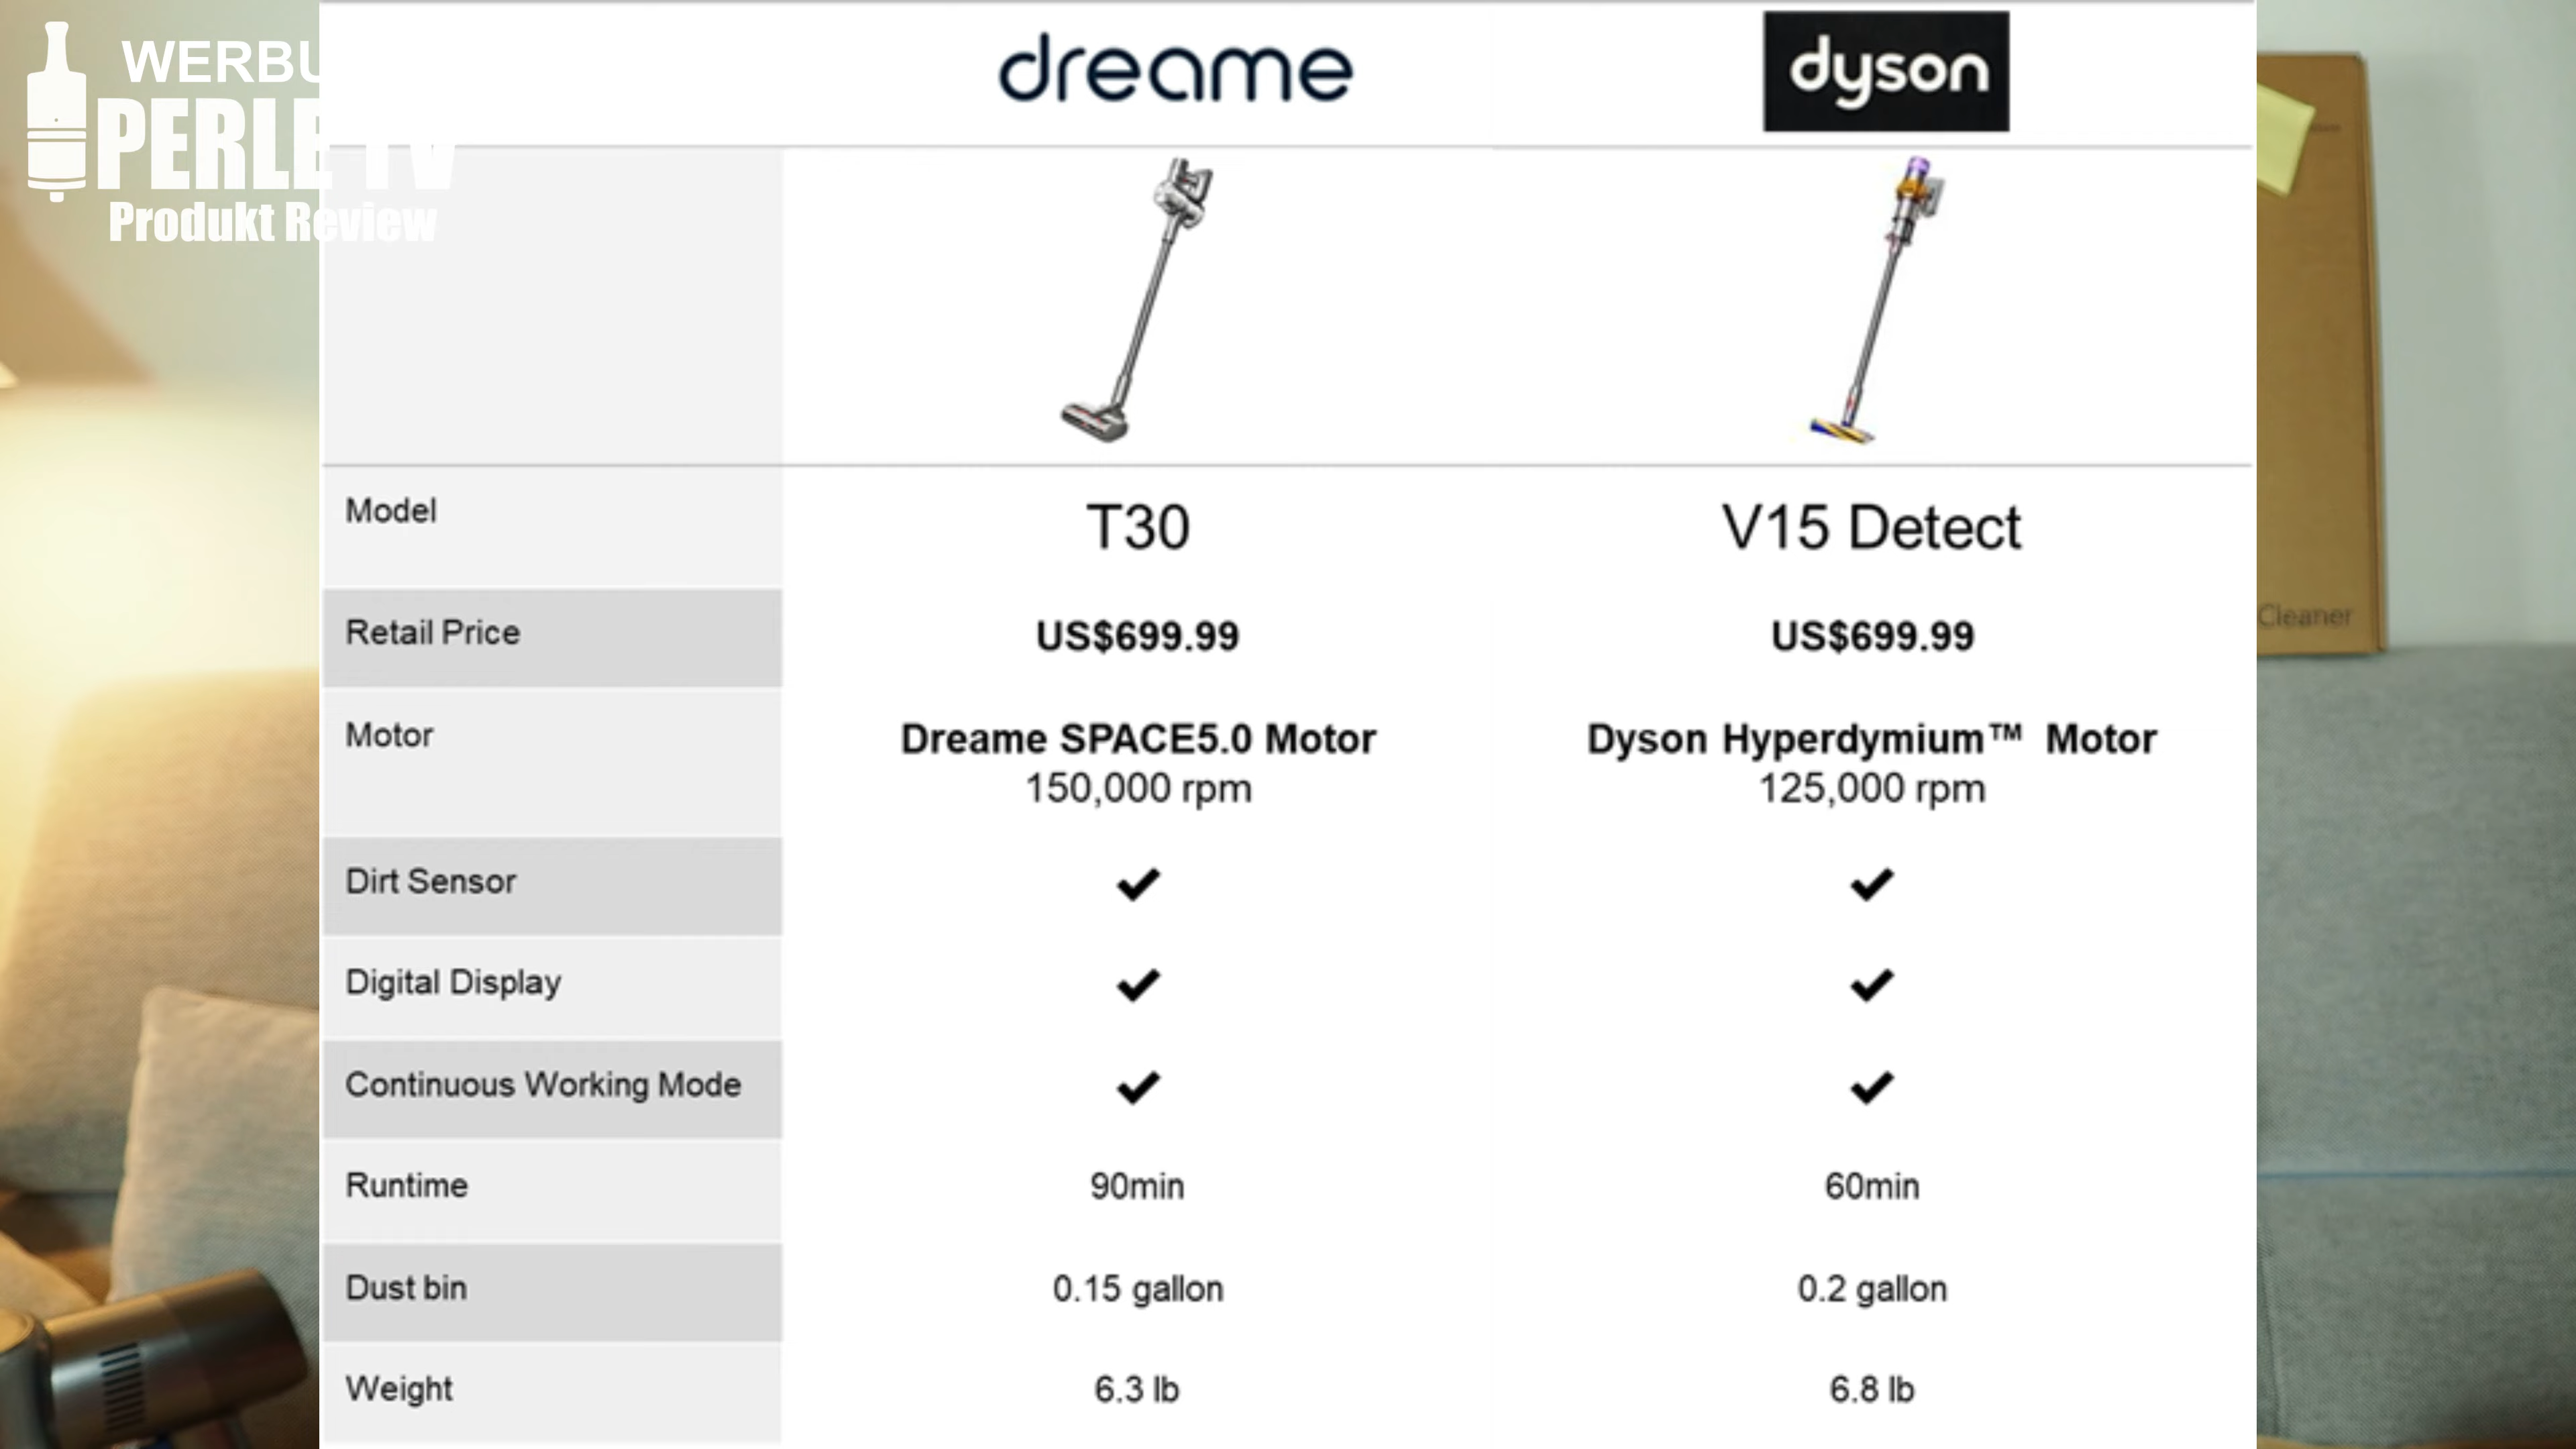 WERBU
PERLE TV
Produkt Review
dreame
dyson
Model
T30
V15 Detect
Retail Price
US$699.99
US$699.99
Motor
Dreame SPACE5.0 Motor
150,000 rpm
Dyson Hyperdymium™ Motor
125,000 rpm
Dirt Sensor
✔
✔
Digital Display
✔
✔
Continuous Working Mode
✔
✔
Runtime
90min
60min
Dust bin
0.15 gallon
0.2 gallon
Weight
6.3 lb
6.8 lb
Cleaner